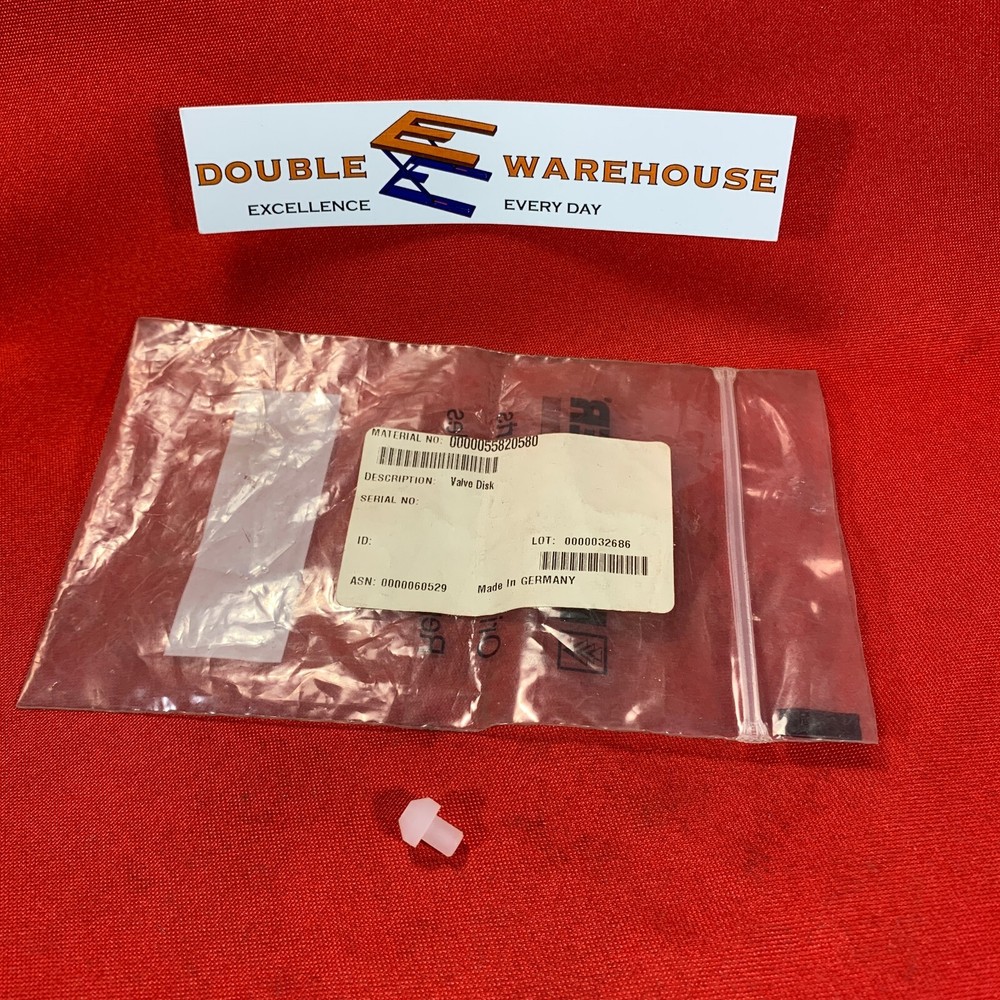 DOUBLE EE WAREHOUSE
EXCELLENCE EVERY DAY
MATERIAL NO: 0000055820580
DESCRIPTION: Valve Disk
SERIAL NO:
ID:
LOT: 0000032686
ASN: 0000060529 Made In GERMANY